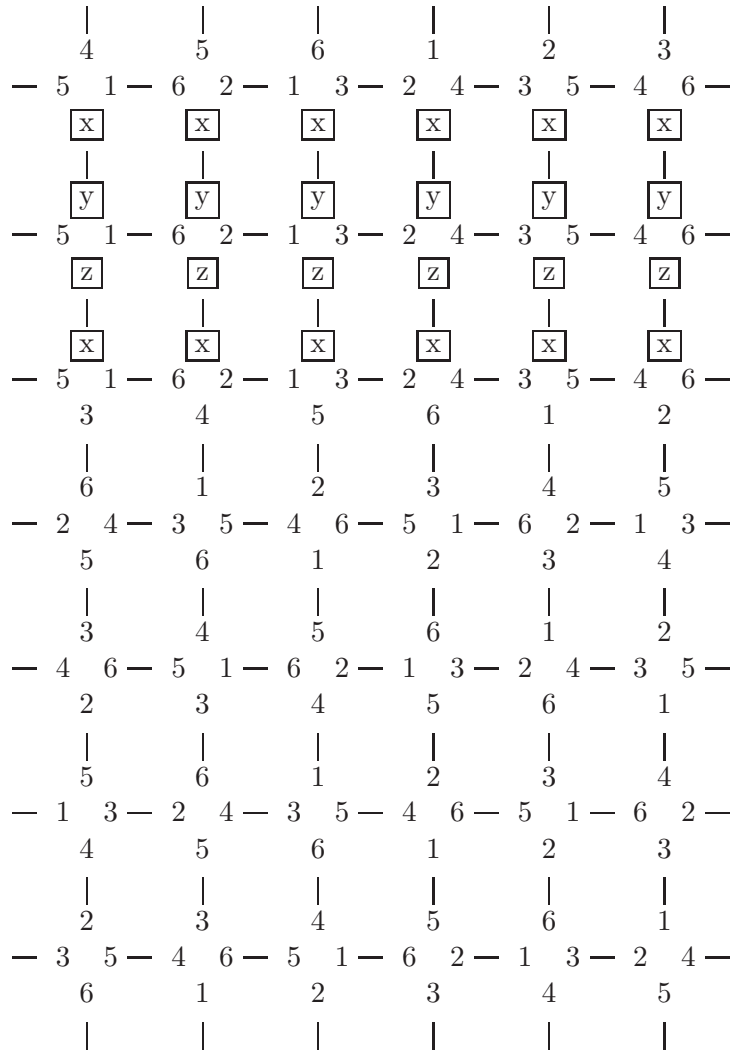 4 5 6 1 2 3
5 1 6 2 1 3 2 4 3 5 4 6
x x x x x x
y y y y y y
5 1 6 2 1 3 2 4 3 5 4 6
z z z z z z
x x x x x x
5 1 6 2 1 3 2 4 3 5 4 6
3 4 5 6 1 2
6 1 2 3 4 5
2 4 3 5 4 6 5 1 6 2 1 3
5 6 1 2 3 4
3 4 5 6 1 2
4 6 5 1 6 2 1 3 2 4 3 5
2 3 4 5 6 1
5 6 1 2 3 4
1 3 2 4 3 5 4 6 5 1 6 2
4 5 6 1 2 3
2 3 4 5 6 1
3 5 4 6 5 1 6 2 1 3 2 4
6 1 2 3 4 5